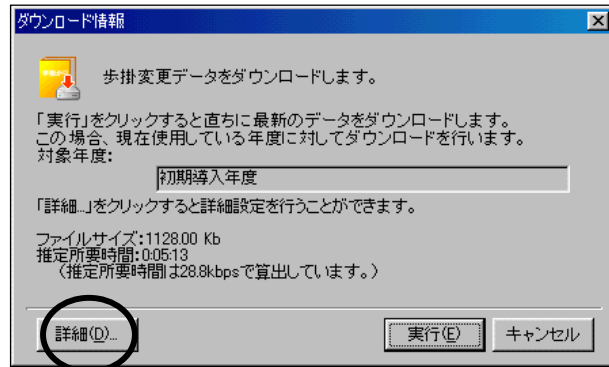 ダウンロード情報
歩掛変更データをダウンロードします。
「実行」をクリックすると直ちに最新のデータをダウンロードします。
この場合、現在使用している年度に対してダウンロードを行います。
対象年度:
初期導入年度
「詳細...」をクリックすると詳細設定を行うことができます。
ファイルサイズ:1128.00 Kb
推定所要時間:0:05:13
（推定所要時間は28.8kbpsで算出しています。）
詳細(D)...
実行(E)
キャンセル